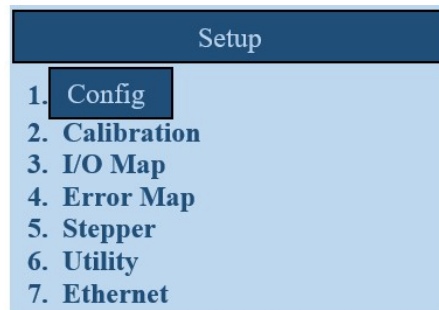 Setup
1. Config
2. Calibration
3. I/O Map
4. Error Map
5. Stepper
6. Utility
7. Ethernet